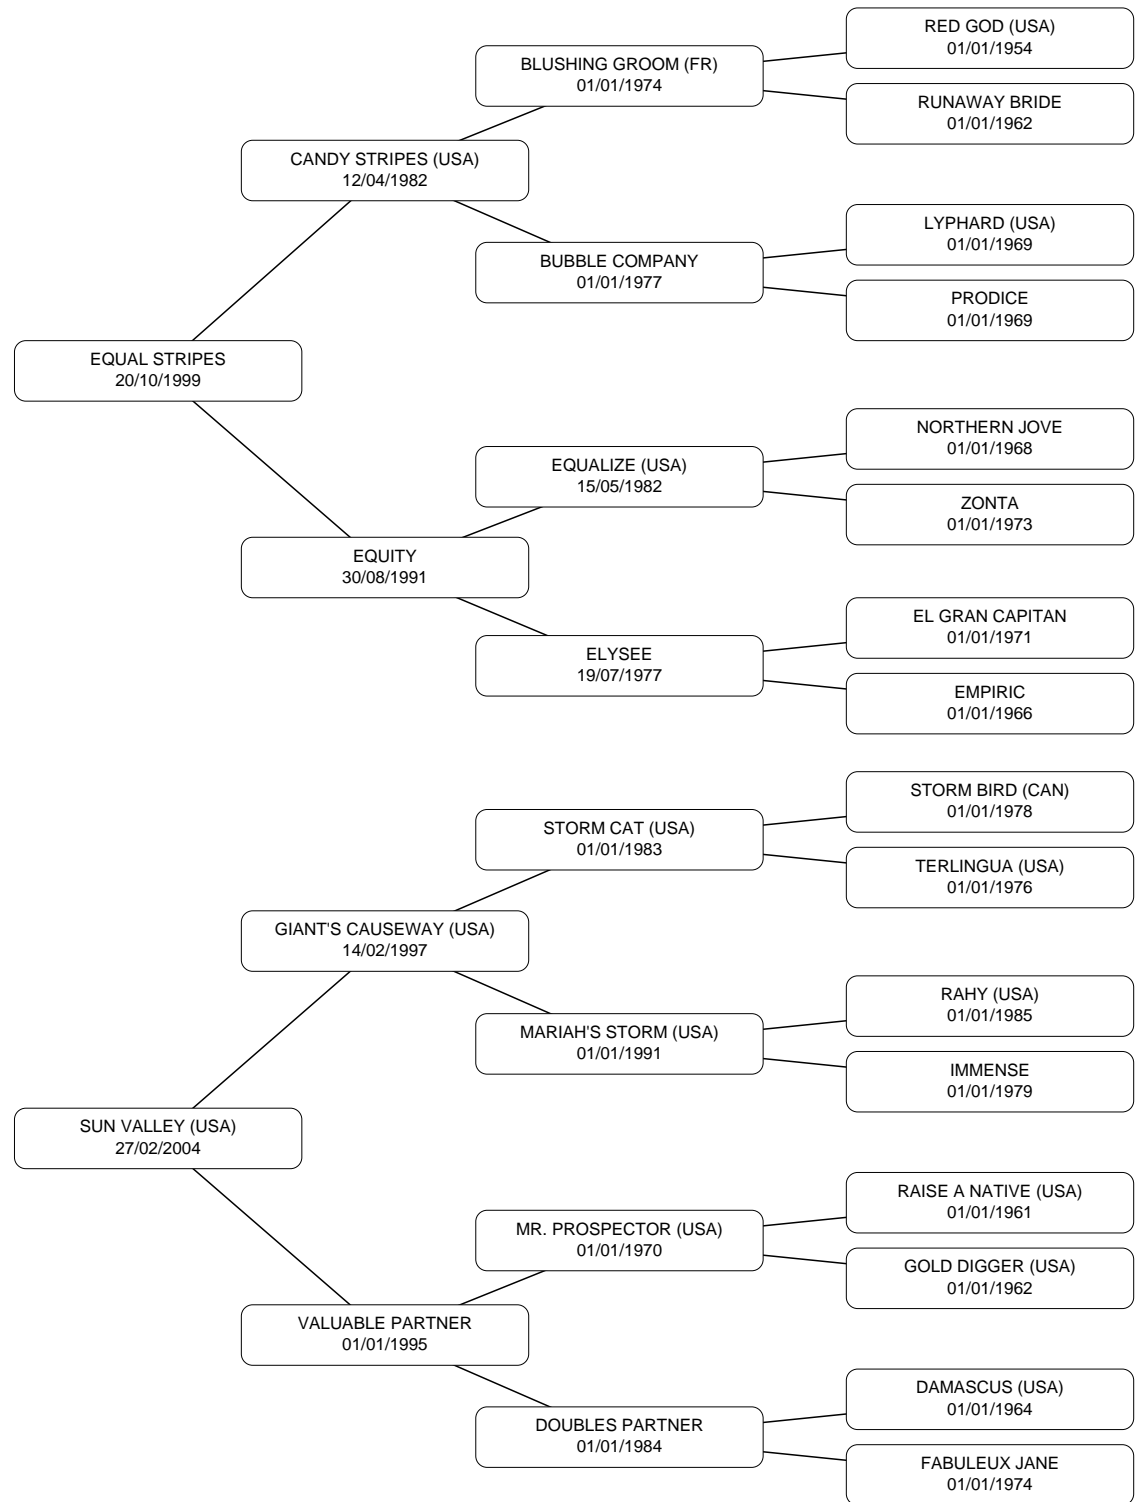 RED GOD (USA)
01/01/1954
BLUSHING GROOM (FR)
01/01/1974
RUNAWAY BRIDE
01/01/1962
CANDY STRIPES (USA)
12/04/1982
LYPHARD (USA)
01/01/1969
BUBBLE COMPANY
01/01/1977
PRODICE
01/01/1969
EQUAL STRIPES
20/10/1999
NORTHERN JOVE
01/01/1968
EQUALIZE (USA)
15/05/1982
ZONTA
01/01/1973
EQUITY
30/08/1991
EL GRAN CAPITAN
01/01/1971
ELYSEE
19/07/1977
EMPIRIC
01/01/1966
STORM BIRD (CAN)
01/01/1978
STORM CAT (USA)
01/01/1983
TERLINGUA (USA)
01/01/1976
GIANT'S CAUSEWAY (USA)
14/02/1997
RAHY (USA)
01/01/1985
MARIAH'S STORM (USA)
01/01/1991
IMMENSE
01/01/1979
SUN VALLEY (USA)
27/02/2004
RAISE A NATIVE (USA)
01/01/1961
MR. PROSPECTOR (USA)
01/01/1970
GOLD DIGGER (USA)
01/01/1962
VALUABLE PARTNER
01/01/1995
DAMASCUS (USA)
01/01/1964
DOUBLES PARTNER
01/01/1984
FABULEUX JANE
01/01/1974